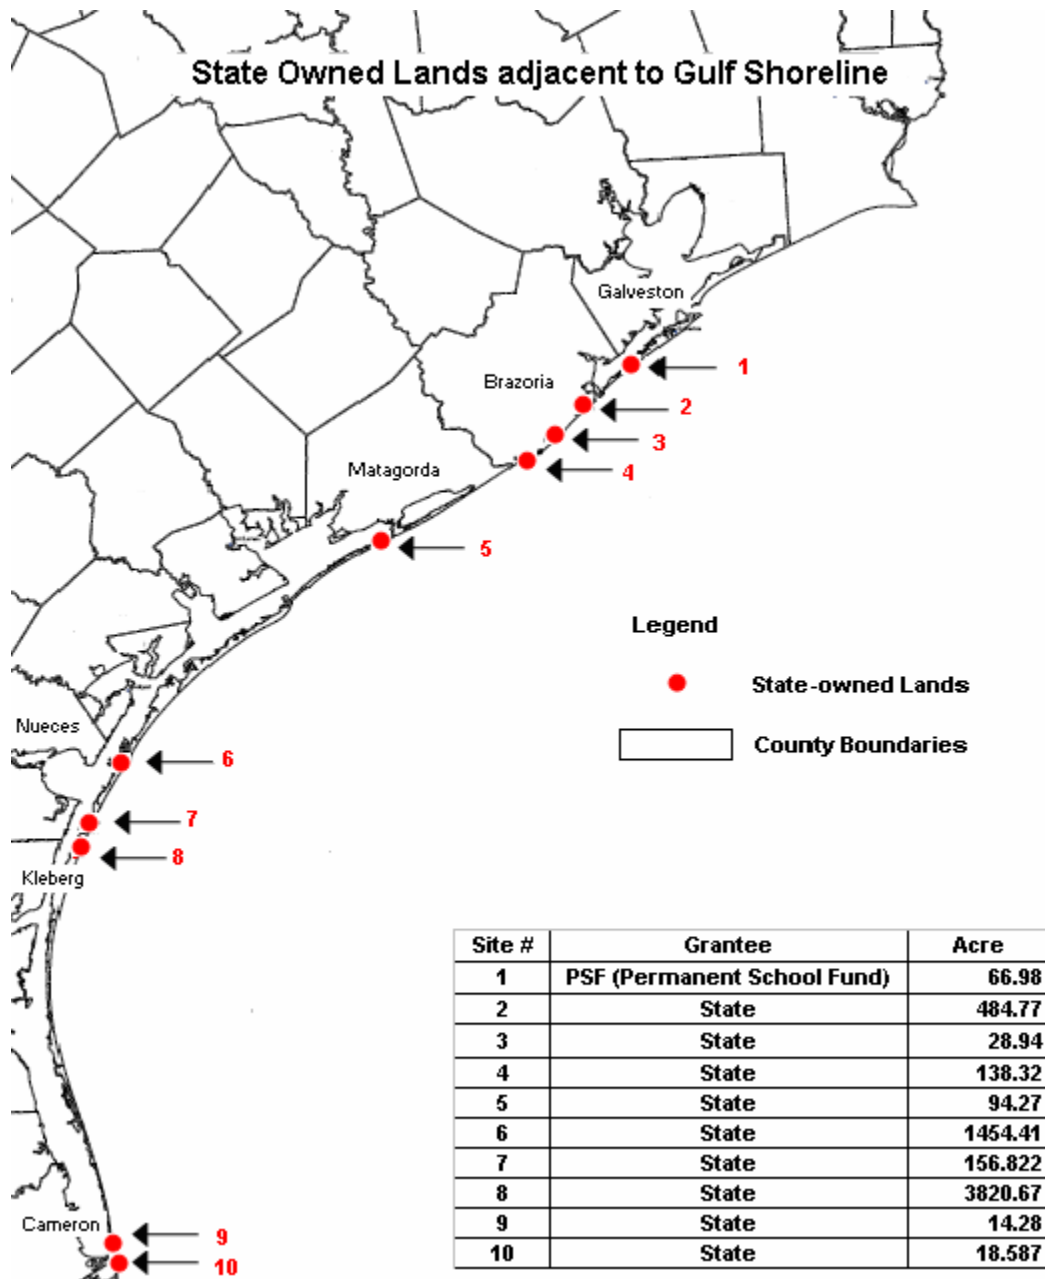 State Owned Lands adjacent to Gulf Shoreline
Galveston
1
Brazoria
2
3
Matagorda
4
5
Legend
State-owned Lands
Nueces
County Boundaries
6
7
8
Kleberg
Site # Grantee Acre
1 PSF (Permanent School Fund) 66.98
2 State 484.77
3 State 28.94
4 State 138.32
5 State 94.27
6 State 1454.41
7 State 156.822
8 State 3820.67
9 State 14.28
10 State 18.587
Cameron
9
10